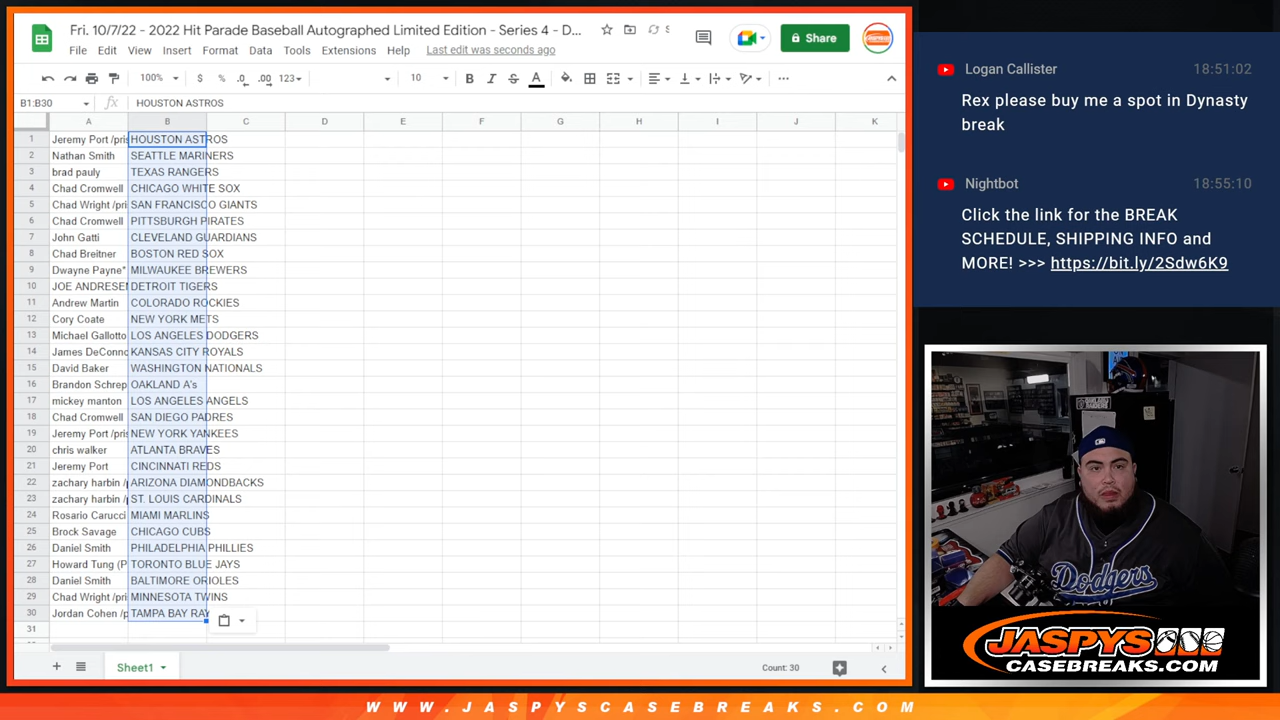 Fri. 10/7/22 - 2022 Hit Parade Baseball Autographed Limited Edition - Series 4 - D...
File Edit View Format Data Tools Extensions Help Last edit was seconds ago
Share
100% $ % .0 .00 123 10
B1:B30 HOUSTON ASTROS
A B C D E F G H I J K
1 Jeremy Port /pris HOUSTON ASTROS
2 Nathan Smith SEATTLE MARINERS
3 brad pauly TEXAS RANGERS
4 Chad Cromwell CHICAGO WHITE SOX
5 Chad Wright /pris SAN FRANCISCO GIANTS
6 Chad Cromwell PITTSBURGH PIRATES
7 John Gatti CLEVELAND GUARDIANS
8 Chad Breitner BOSTON RED SOX
9 Dwayne Payne* MILWAUKEE BREWERS
10 JOE ANDRESEN DETROIT TIGERS
11 Andrew Martin COLORADO ROCKIES
12 Cory Coate NEW YORK METS
13 Michael Gallotto LOS ANGELES DODGERS
14 James DeConno KANSAS CITY ROYALS
15 David Baker WASHINGTON NATIONALS
16 Brandon Schrep OAKLAND A's
17 mickey manton LOS ANGELES ANGELS
18 Chad Cromwell SAN DIEGO PADRES
19 Jeremy Port /pris NEW YORK YANKEES
20 chris walker ATLANTA BRAVES
21 Jeremy Port CINCINNATI REDS
22 zachary harbin /p ARIZONA DIAMONDBACKS
23 zachary harbin /p ST. LOUIS CARDINALS
24 Rosario Carucci MIAMI MARLINS
25 Brock Savage CHICAGO CUBS
26 Daniel Smith PHILADELPHIA PHILLIES
27 Howard Tung (P TORONTO BLUE JAYS
28 Daniel Smith BALTIMORE ORIOLES
29 Chad Wright /pris MINNESOTA TWINS
30 Jordan Cohen /p TAMPA BAY RAY
31
Sheet1 Count: 30
Logan Callister 18:51:02
Rex please buy me a spot in Dynasty
break
Nightbot 18:55:10
Click the link for the BREAK
SCHEDULE, SHIPPING INFO and
MORE! >>> https://bit.ly/2Sdw6K9
Dodgers
JASPYS
CASEBREAKS.COM
WWW.JASPYSCASEBREAKS.COM